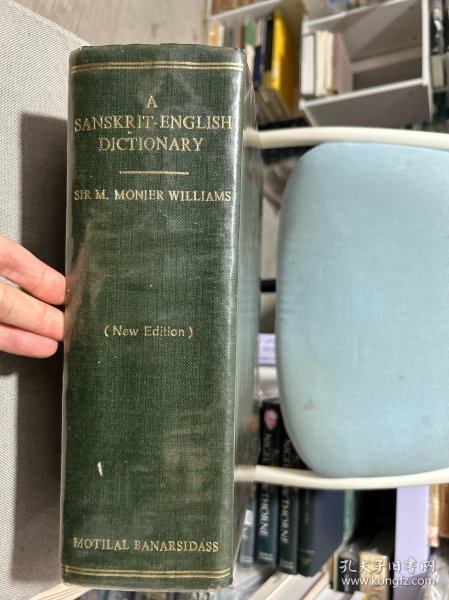 A
SANSKRIT-ENGLISH
DICTIONARY
SIR M. MONIER WILLIAMS
(New Edition)
MOTILAL BANARSIDASS
THORNE
孔夫子旧书网
www.kongfz.com